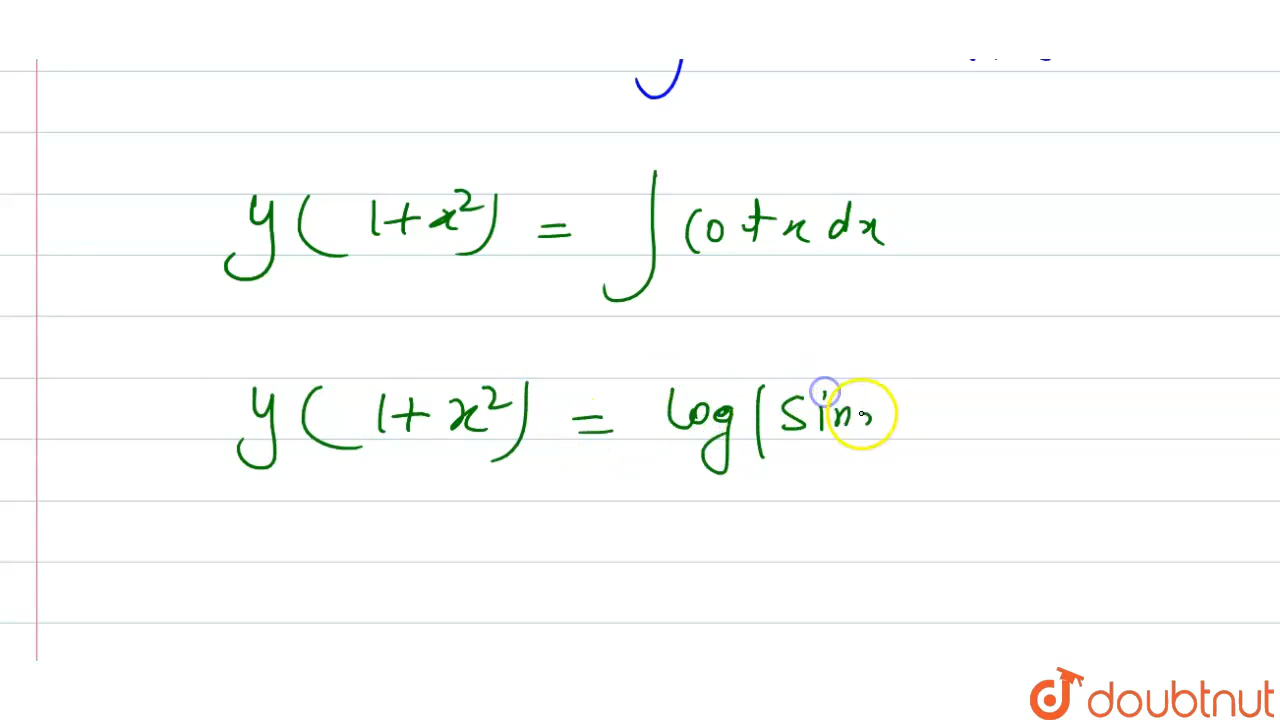 y(1+x²) = ∫ cot x dx
y(1+x²) = log|sin
doubtnut